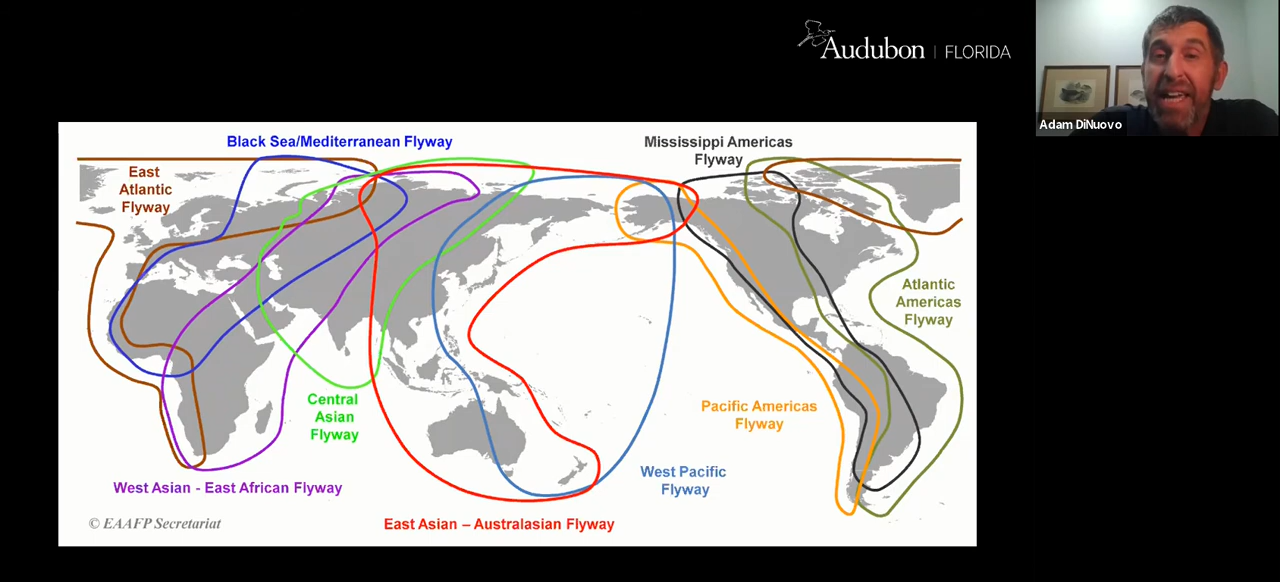 Audubon | FLORIDA
Adam DiNuovo
Black Sea/Mediterranean Flyway
Mississippi Americas
Flyway
East
Atlantic
Flyway
Atlantic
Americas
Flyway
Central
Asian
Flyway
Pacific Americas
Flyway
West Pacific
Flyway
West Asian - East African Flyway
East Asian – Australasian Flyway
© EAAFP Secretariat